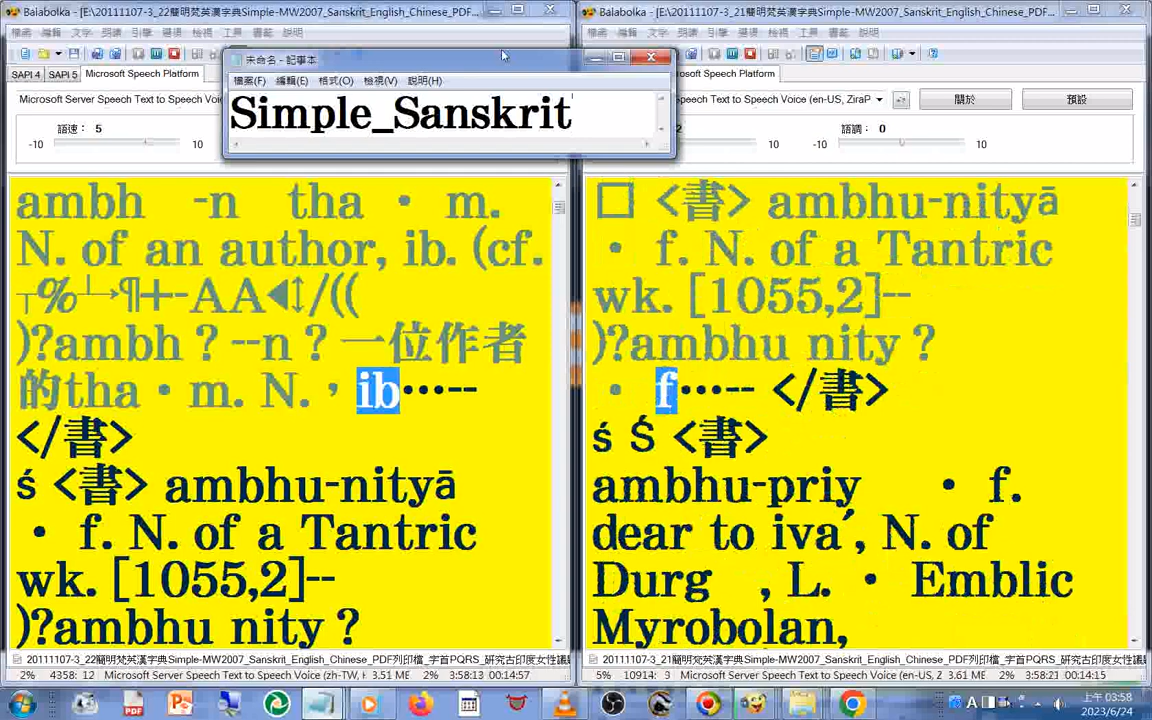 Balabolka - [E:\20111107-3_22簡明梵英漢字典Simple-MW2007_Sanskrit_English_Chinese_PDF...
Balabolka - [E:\20111107-3_21簡明梵英漢字典Simple-MW2007_Sanskrit_English_Chinese_PDF...
未命名 - 記事本
檔案(F) 編輯(E) 格式(O) 檢視(V) 說明(H)
Simple_Sanskrit
SAPI 4 SAPI 5 Microsoft Speech Platform
Microsoft Server Speech Text to Speech Voi
語速： 5
-10 10
Speech Platform
Speech Text to Speech Voice (en-US, ZiraP
關於 預設
2 語調： 0
10 -10 10
ambh -n tha • m.
N. of an author, ib. (cf.
┬%└→¶┼-AA◀↕/((
)?ambh？--n？一位作者
的tha•m. N.，ib…--
</書>
ś <書> ambhu-nityā
• f. N. of a Tantric
wk. [1055,2]--
)?ambhu nity？
□ <書> ambhu-nityā
• f. N. of a Tantric
wk. [1055,2]--
)?ambhu nity？
• f…-- </書>
ś Ś <書>
ambhu-priy • f.
dear to iva´, N. of
Durg , L. • Emblic
Myrobolan,
20111107-3_22簡明梵英漢字典Simple-MW2007_Sanskrit_English_Chinese_PDF列印檔_字首PQRS_研究古印度女性議
20111107-3_21簡明梵英漢字典Simple-MW2007_Sanskrit_English_Chinese_PDF列印檔_字首PQRS_研究古印度女性議
2% 4358: 12 Microsoft Server Speech Text to Speech Voice (zh-TW, H 3.51 MB 2% 3:58:13 00:14:57
5% 10914: 3 Microsoft Server Speech Text to Speech Voice (en-US, Z 3.61 MB 2% 3:58:21 00:14:15
上午 03:58
2023/6/24